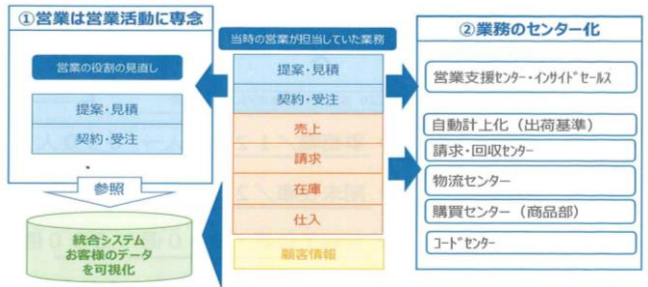 ①営業は営業活動に専念
営業の役割の見直し
提案・見積
契約・受注
参照
統合システム
お客様のデータ
を可視化
当時の営業が担当していた業務
提案・見積
契約・受注
売上
請求
在庫
仕入
顧客情報
②業務のセンター化
営業支援センター・インサイドセールス
自動計上化（出荷基準）
請求・回収センター
物流センター
購買センター（商品部）
コードセンター